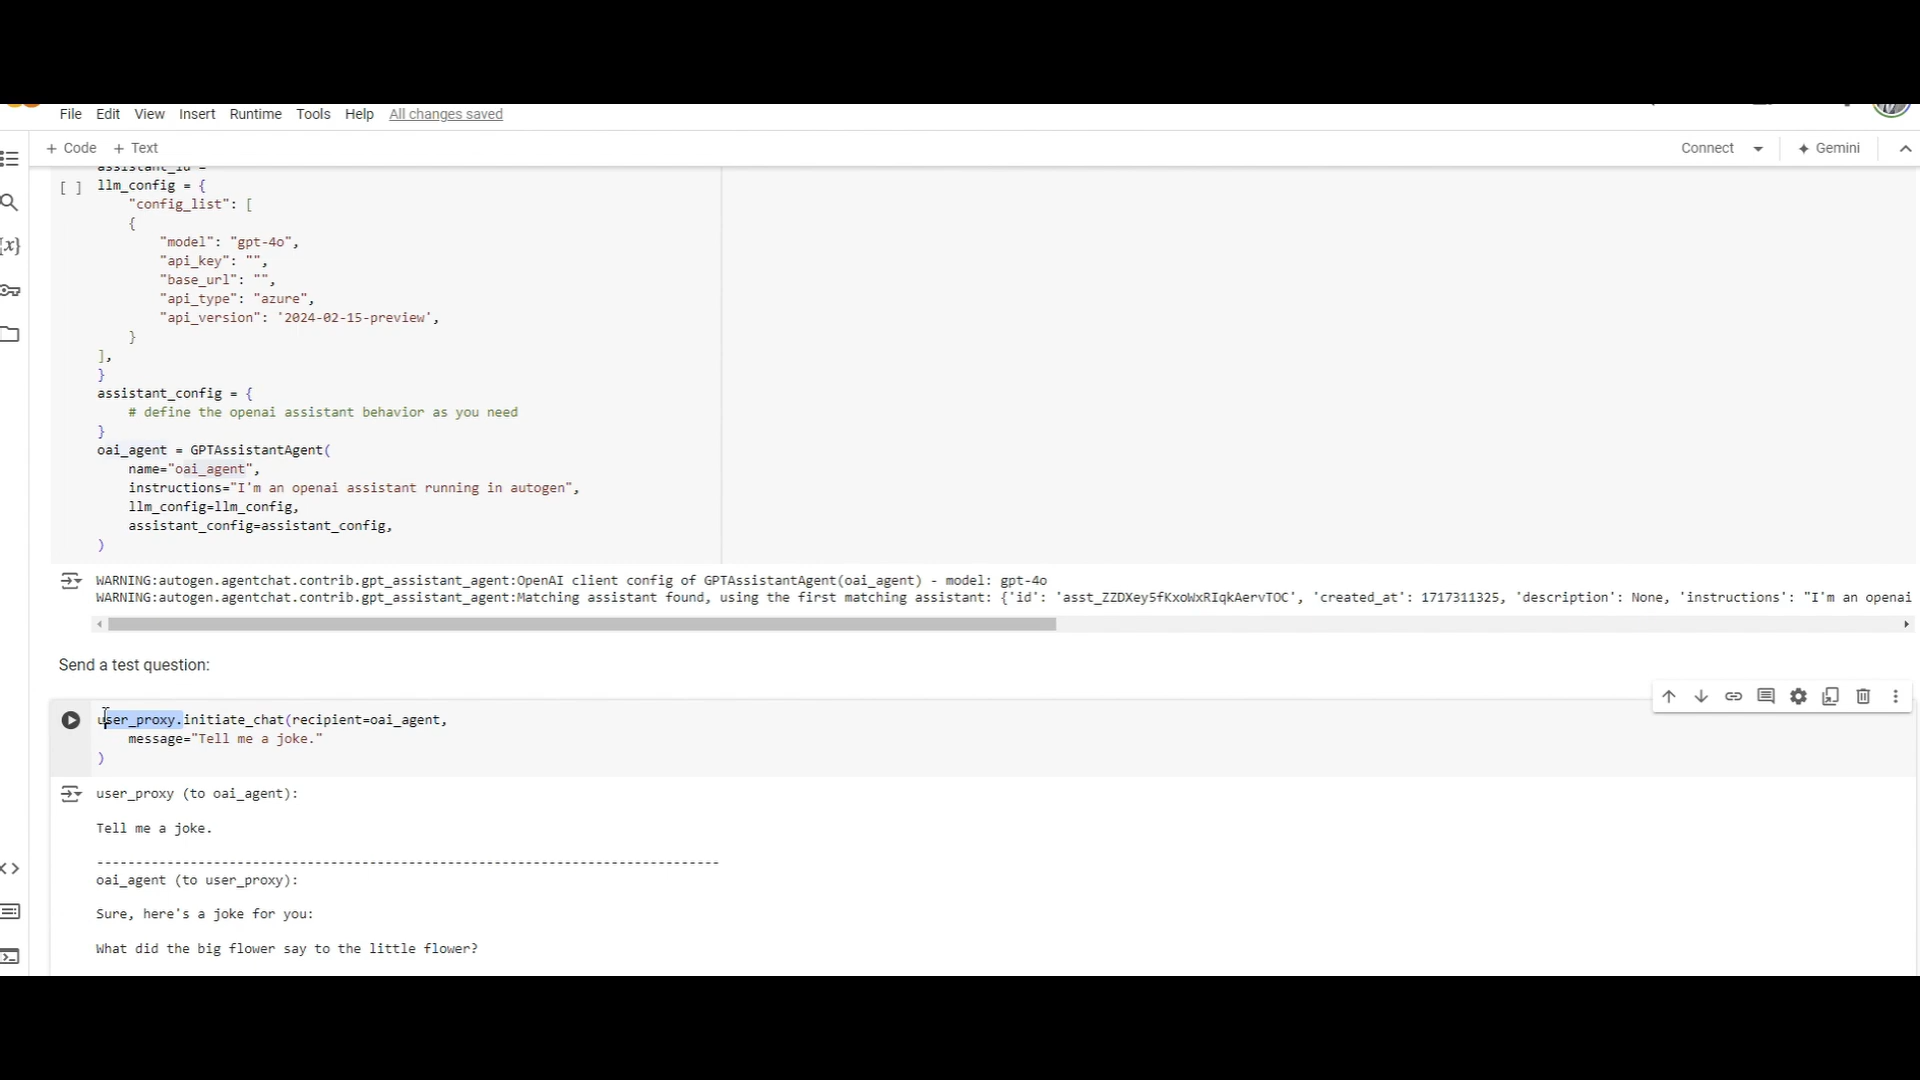 File Edit View Insert Runtime Tools Help All changes saved
+ Code + Text Connect Gemini
assistant_id =
[ ] llm_config = {
"config_list": [
{
"model": "gpt-4o",
"api_key": "",
"base_url": "",
"api_type": "azure",
"api_version": '2024-02-15-preview',
}
],
}
assistant_config = {
# define the openai assistant behavior as you need
}
oai_agent = GPTAssistantAgent(
name="oai_agent",
instructions="I'm an openai assistant running in autogen",
llm_config=llm_config,
assistant_config=assistant_config,
)
WARNING:autogen.agentchat.contrib.gpt_assistant_agent:OpenAI client config of GPTAssistantAgent(oai_agent) - model: gpt-4o
WARNING:autogen.agentchat.contrib.gpt_assistant_agent:Matching assistant found, using the first matching assistant: {'id': 'asst_ZZDXey5fKxoWxRIqkAervTOC', 'created_at': 1717311325, 'description': None, 'instructions': "I'm an openai
Send a test question:
user_proxy.initiate_chat(recipient=oai_agent,
message="Tell me a joke."
)
user_proxy (to oai_agent):
Tell me a joke.
--------------------------------------------------------------------------------
oai_agent (to user_proxy):
Sure, here's a joke for you:
What did the big flower say to the little flower?